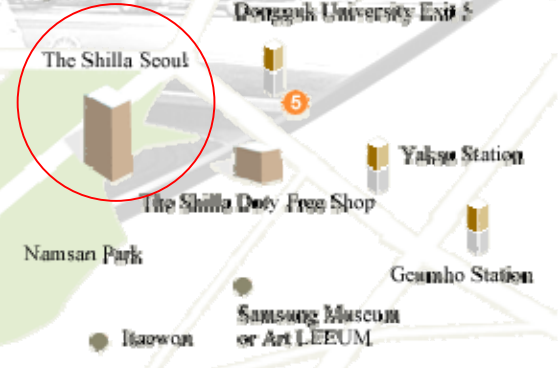 Dongguk University Exit 5
The Shilla Seoul
5
Yaksu Station
The Shilla Duty Free Shop
Namsan Park
Geumho Station
Samsung Museum
or Art LEEUM
Itaewon